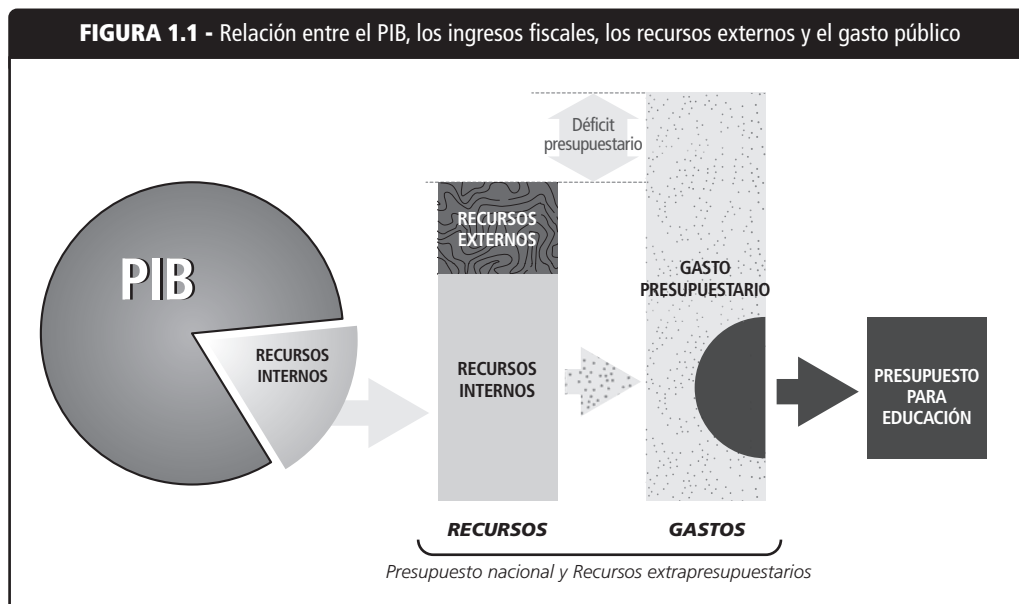 FIGURA 1.1 - Relación entre el PIB, los ingresos fiscales, los recursos externos y el gasto público
Déficit
presupuestario
RECURSOS
EXTERNOS
PIB
GASTO
PRESUPUESTARIO
RECURSOS
INTERNOS
RECURSOS
INTERNOS
PRESUPUESTO
PARA
EDUCACIÓN
RECURSOS
GASTOS
Presupuesto nacional y Recursos extrapresupuestarios